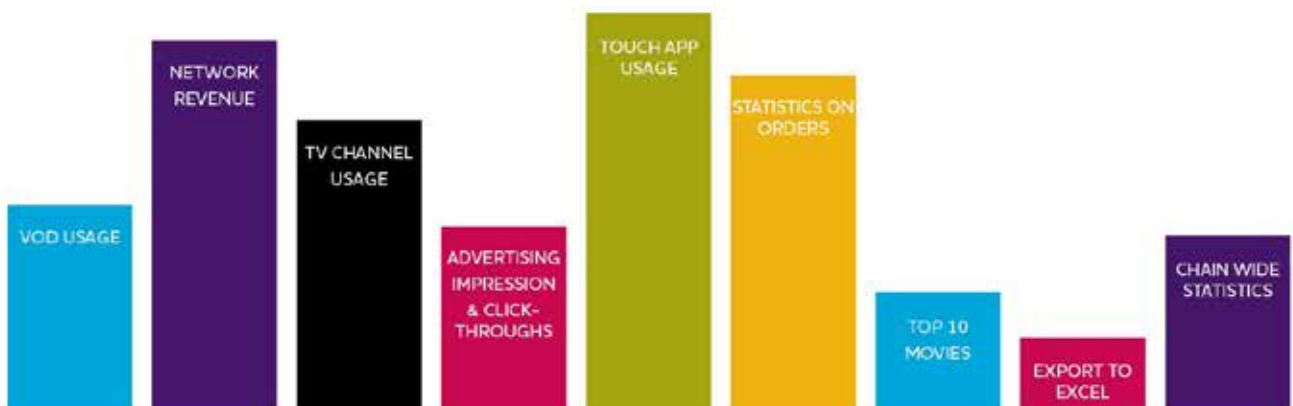 VOD USAGE
NETWORK
REVENUE
TV CHANNEL
USAGE
ADVERTISING
IMPRESSION
& CLICK-
THROUGHS
TOUCH APP
USAGE
STATISTICS ON
ORDERS
TOP 10
MOVIES
EXPORT TO
EXCEL
CHAIN WIDE
STATISTICS